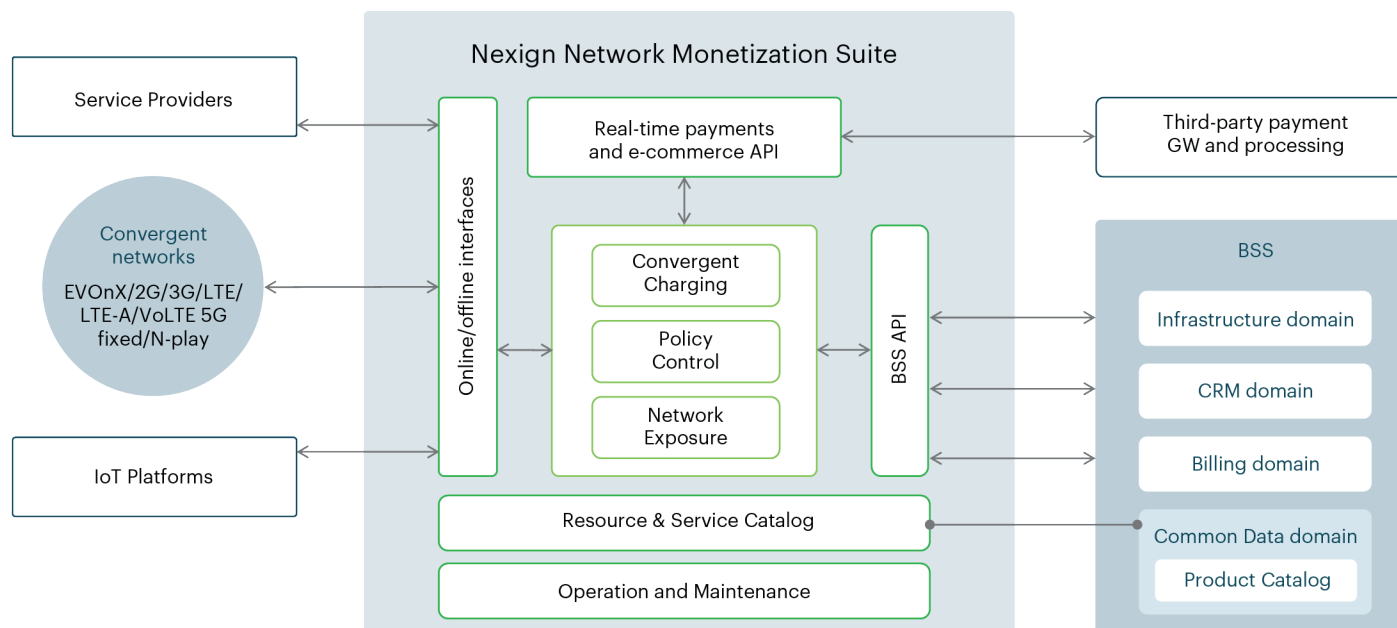 Nexign Network Monetization Suite
Service Providers
Convergent
networks
EVOnX/2G/3G/LTE/
LTE-A/VoLTE 5G
fixed/N-play
IoT Platforms
Online/offline interfaces
Real-time payments
and e-commerce API
Convergent
Charging
Policy
Control
Network
Exposure
BSS API
Resource & Service Catalog
Operation and Maintenance
Third-party payment
GW and processing
BSS
Infrastructure domain
CRM domain
Billing domain
Common Data domain
Product Catalog